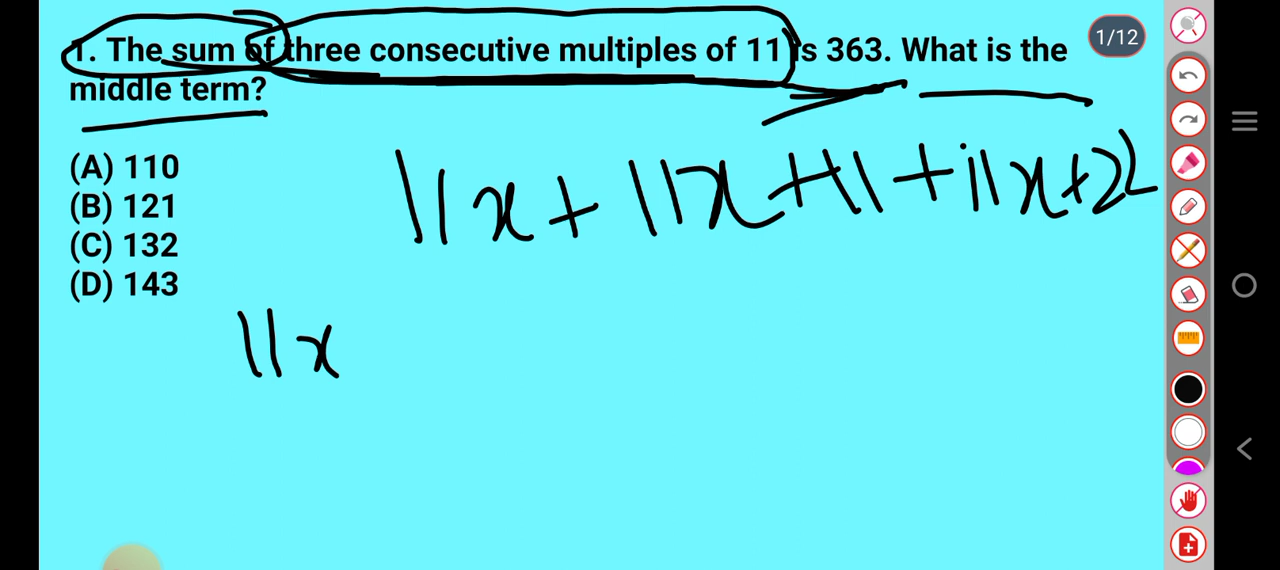 1. The sum of three consecutive multiples of 11 is 363. What is the
middle term?
1/12
(A) 110
(B) 121
(C) 132
(D) 143
11x + 11x + 11 + 11x + 22
11x